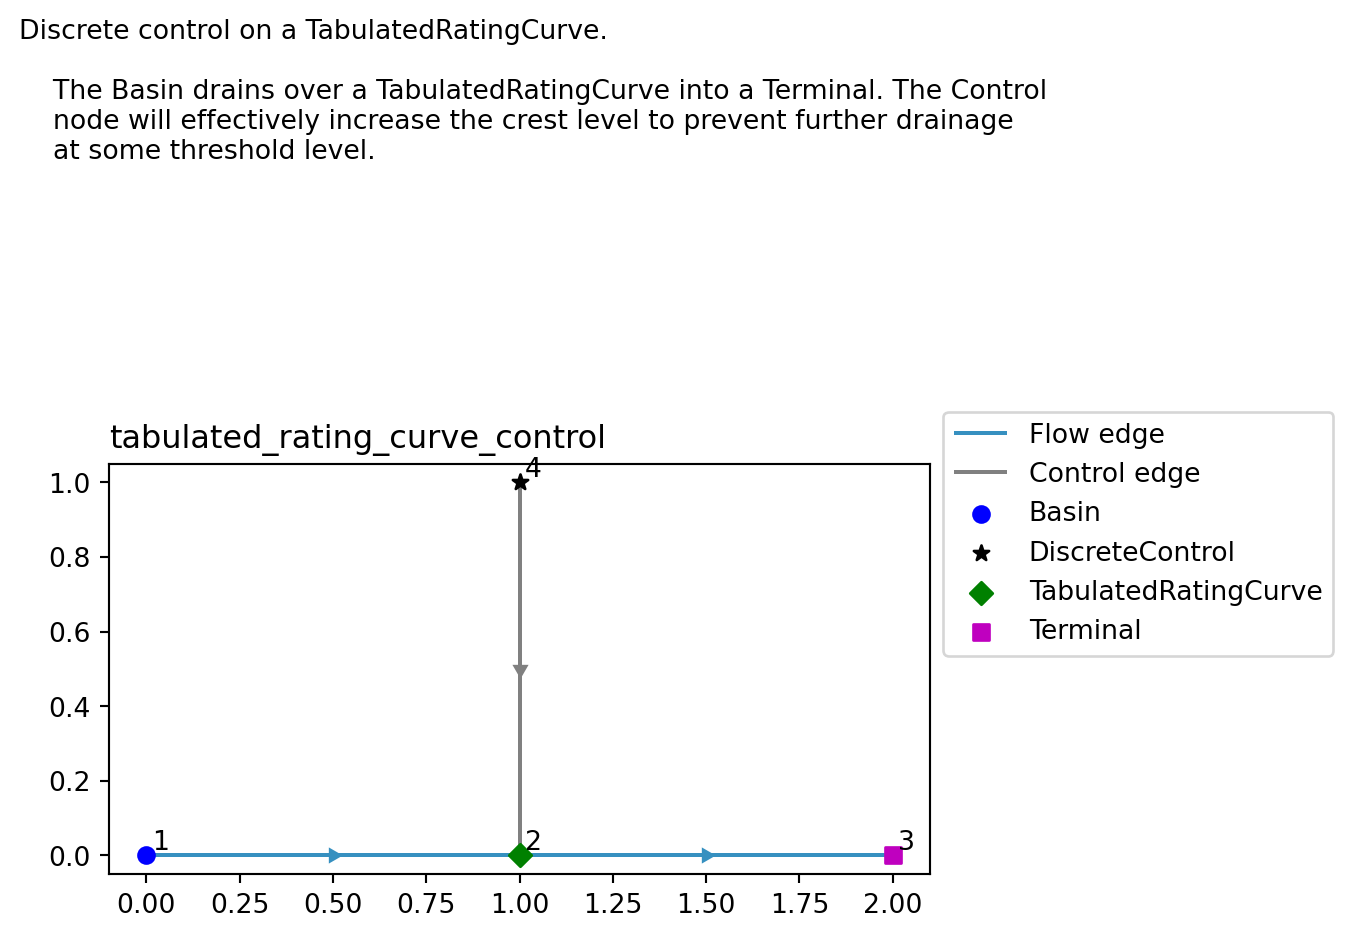 Discrete control on a TabulatedRatingCurve.
The Basin drains over a TabulatedRatingCurve into a Terminal. The Control
node will effectively increase the crest level to prevent further drainage
at some threshold level.
tabulated_rating_curve_control
Flow edge
Control edge
Basin
DiscreteControl
TabulatedRatingCurve
Terminal
4
1.0
0.8
0.6
0.4
0.2
0.0
1
2
3
0.00 0.25 0.50 0.75 1.00 1.25 1.50 1.75 2.00